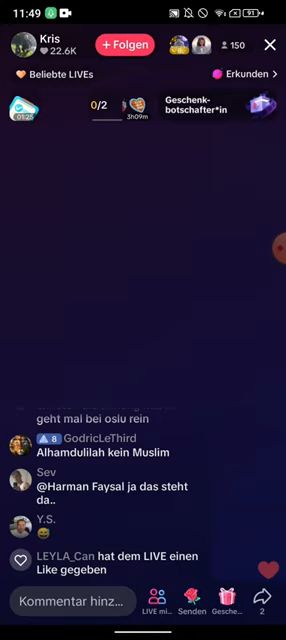 11:49
91
Kris
22.6K
+ Folgen
150
Beliebte LIVEs
Erkunden
01:25
0/2
3h09m
Geschenk-
botschafter*in
geht mal bei oslu rein
8 GodricLeThird
Alhamdulilah kein Muslim
Sev
@Harman Faysal ja das steht
da..
Y.S.
LEYLA_Can hat dem LIVE einen
Like gegeben
Kommentar hinz...
LIVE mi...
Senden
Gesche...
2